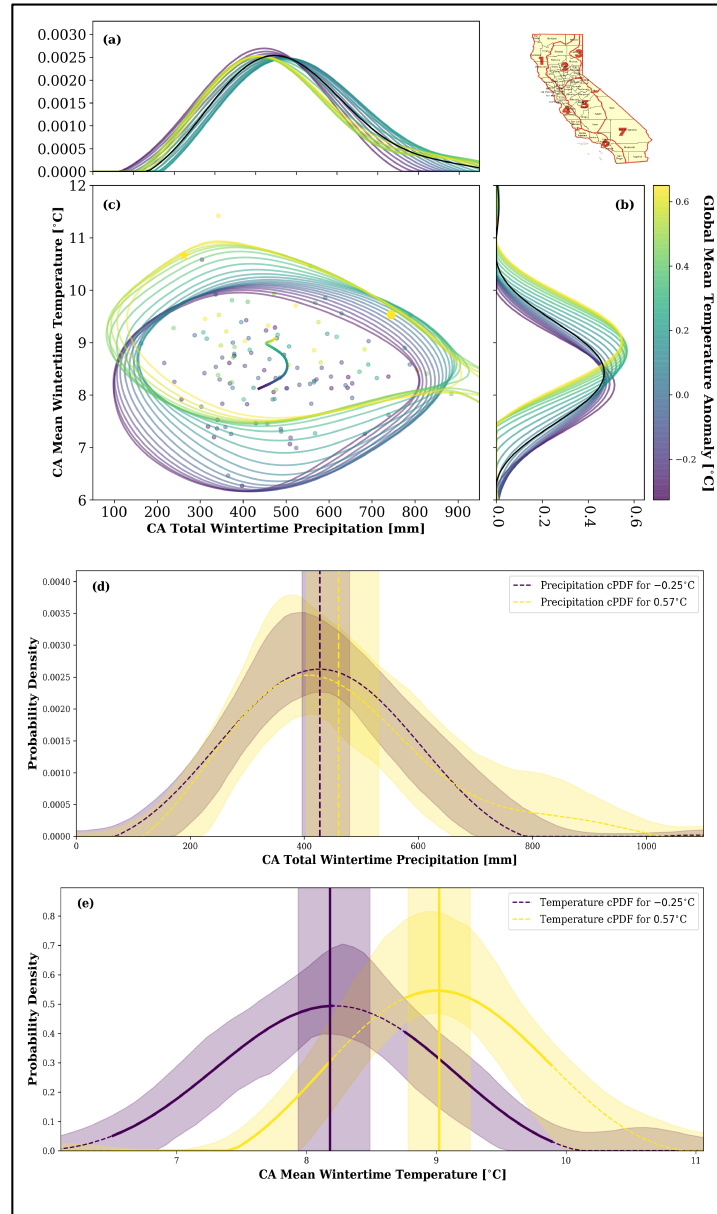 (a)
0.0030
0.0025
0.0020
0.0015
0.0010
0.0005
0.0000
1
2
3
4
5
6
7
(c)
CA Mean Wintertime Temperature [°C]
12
11
10
9
8
7
6
100 200 300 400 500 600 700 800 900
CA Total Wintertime Precipitation [mm]
(b)
0.0 0.2 0.4 0.6
0.6
0.4
0.2
0.0
−0.2
Global Mean Temperature Anomaly [°C]
(d)
Precipitation cPDF for −0.25°C
Precipitation cPDF for 0.57°C
Probability Density
0.0040
0.0035
0.0030
0.0025
0.0020
0.0015
0.0010
0.0005
0.0000
0 200 400 600 800 1000
CA Total Wintertime Precipitation [mm]
(e)
Temperature cPDF for −0.25°C
Temperature cPDF for 0.57°C
Probability Density
0.8
0.7
0.6
0.5
0.4
0.3
0.2
0.1
0.0
7 8 9 10 11
CA Mean Wintertime Temperature [°C]